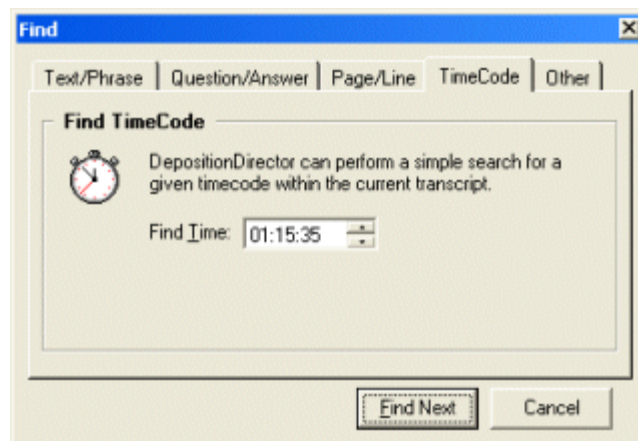 Find
Text/Phrase Question/Answer Page/Line TimeCode Other
Find TimeCode
DepositionDirector can perform a simple search for a
given timecode within the current transcript.
Find Time: 01:15:35
Find Next Cancel